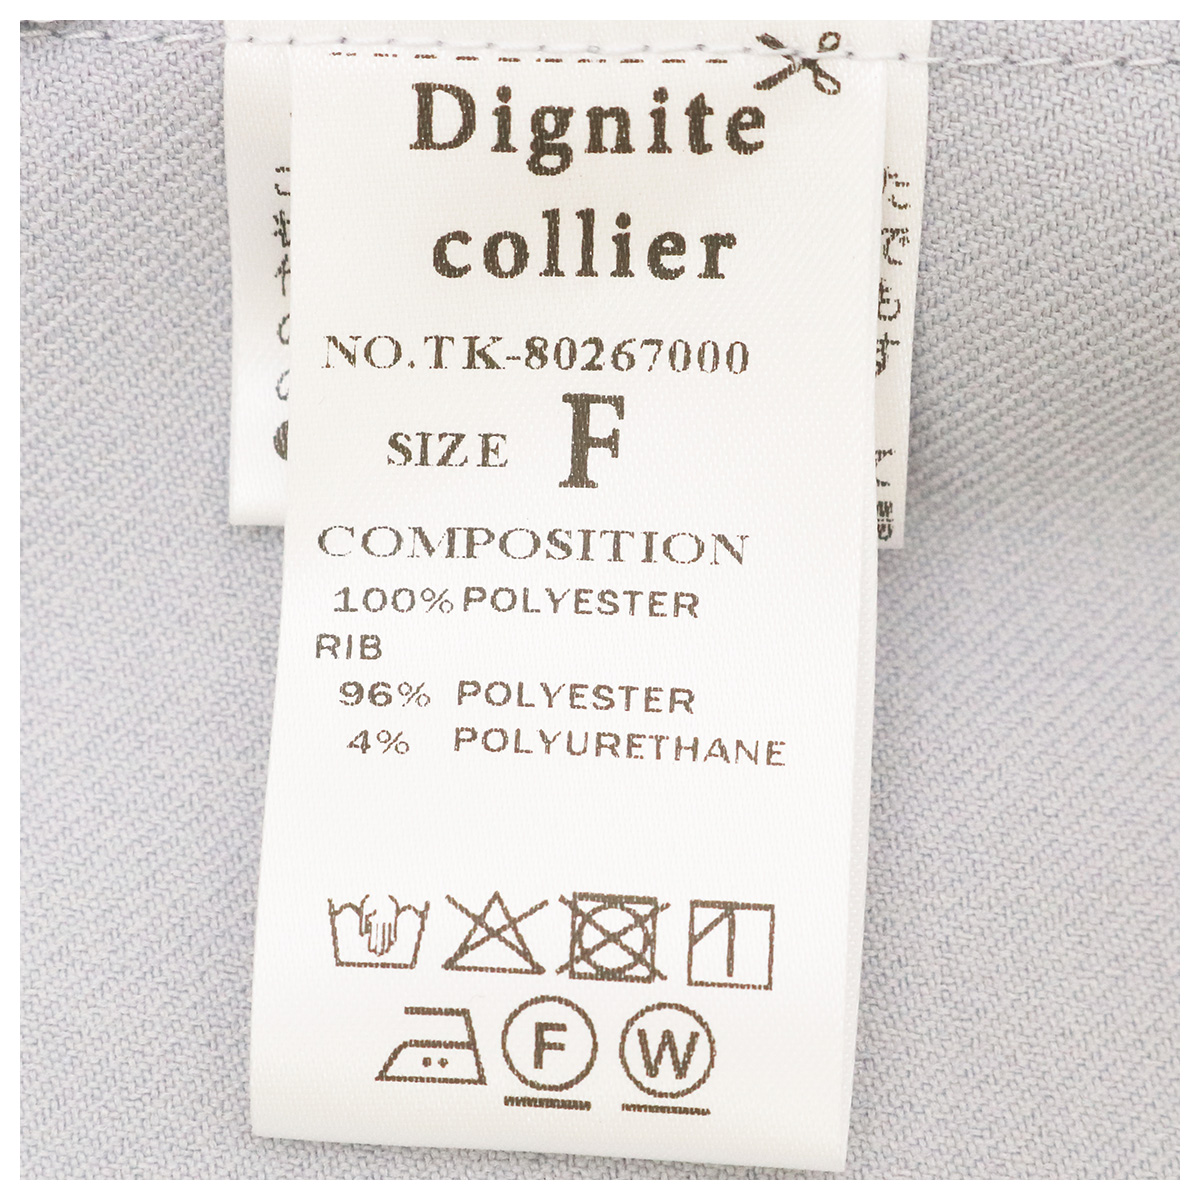 Dignite
collier
NO.TK-80267000
SIZE F
COMPOSITION
100% POLYESTER
RIB
96% POLYESTER
4% POLYURETHANE
F W